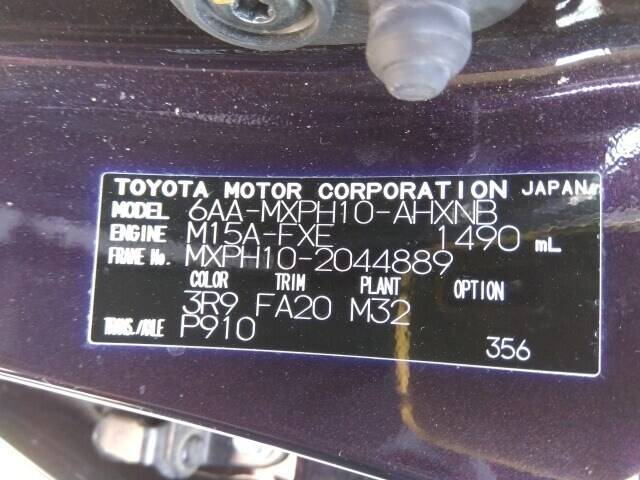 TOYOTA MOTOR CORPORATION JAPAN
MODEL 6AA-MXPH10-AHXNB
ENGINE M15A-FXE 1490 mL
FRAME No. MXPH10-2044889
COLOR TRIM PLANT OPTION
3R9 FA20 M32
TRANS./AXLE P910
356